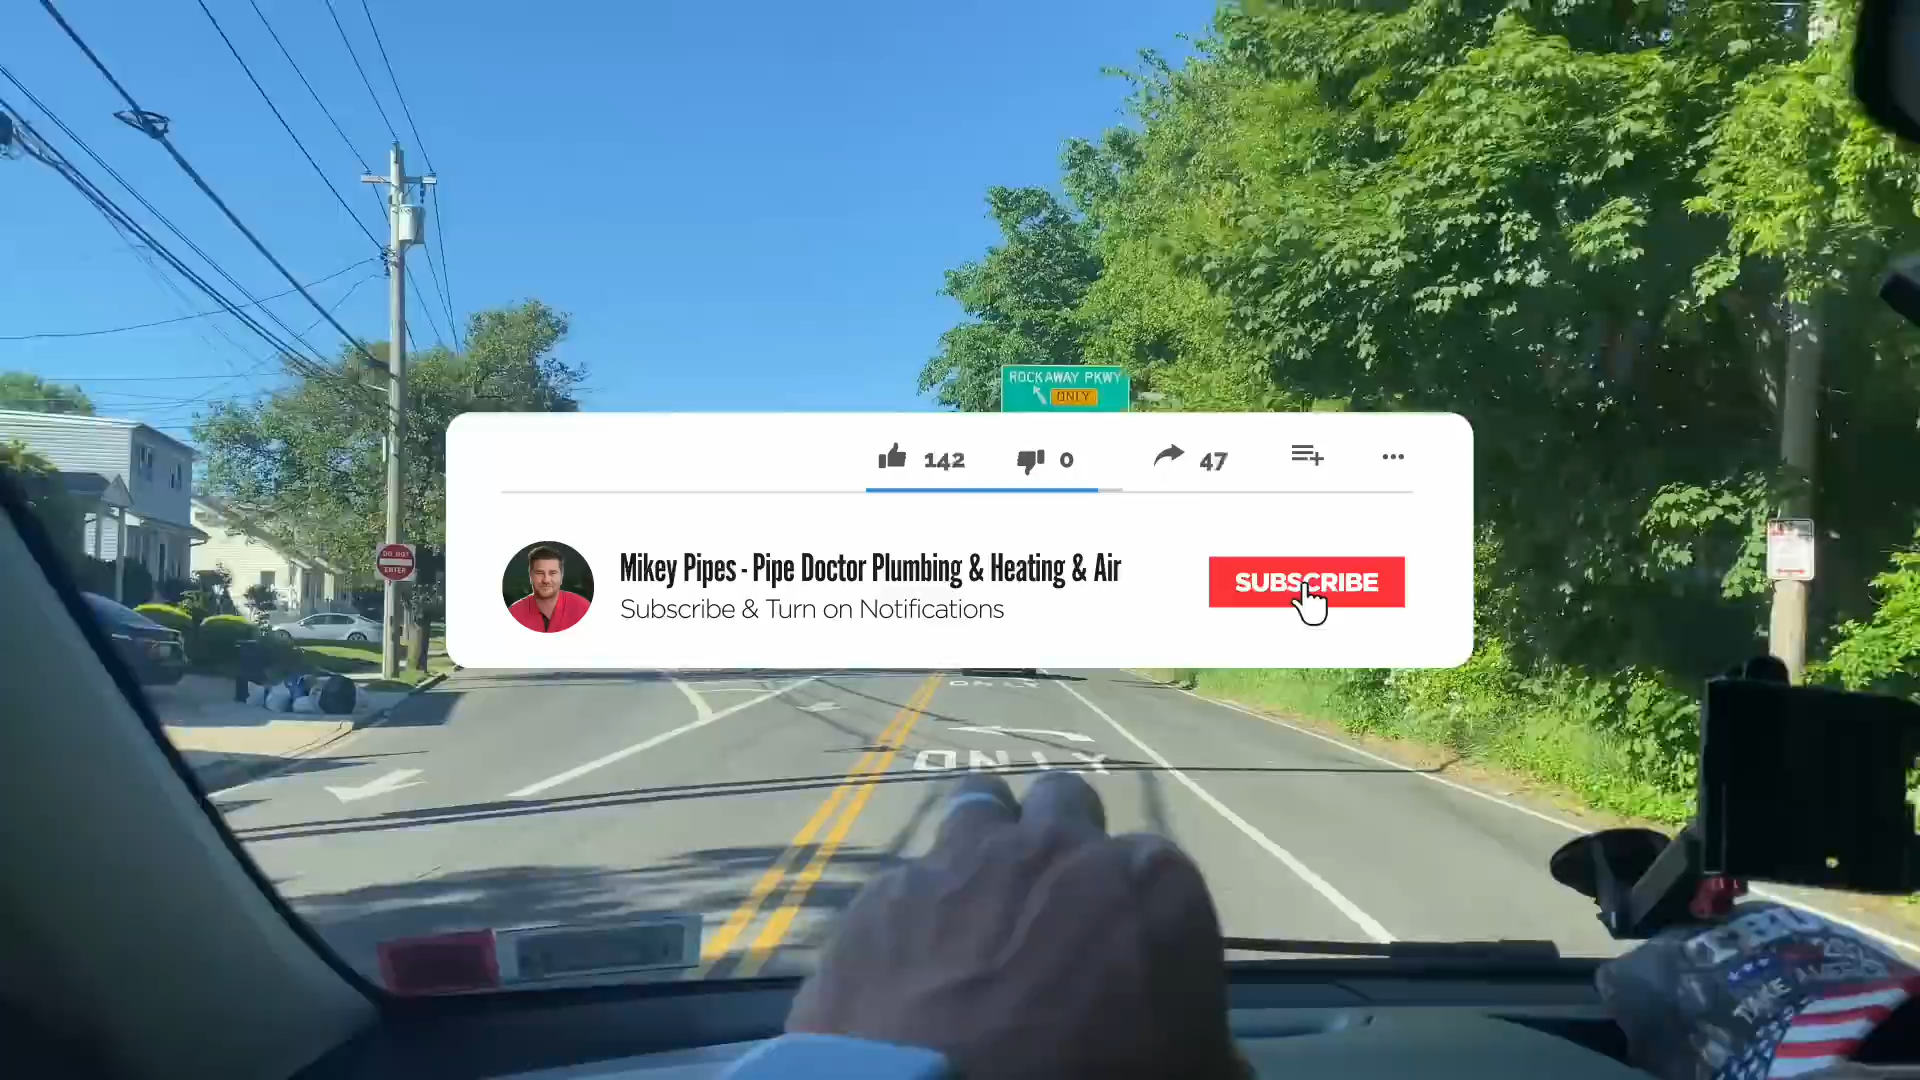 ROCKAWAY PKWY
ONLY
142
0
47
Mikey Pipes - Pipe Doctor Plumbing & Heating & Air
Subscribe & Turn on Notifications
SUBSCRIBE
DO NOT
ENTER
ONLY